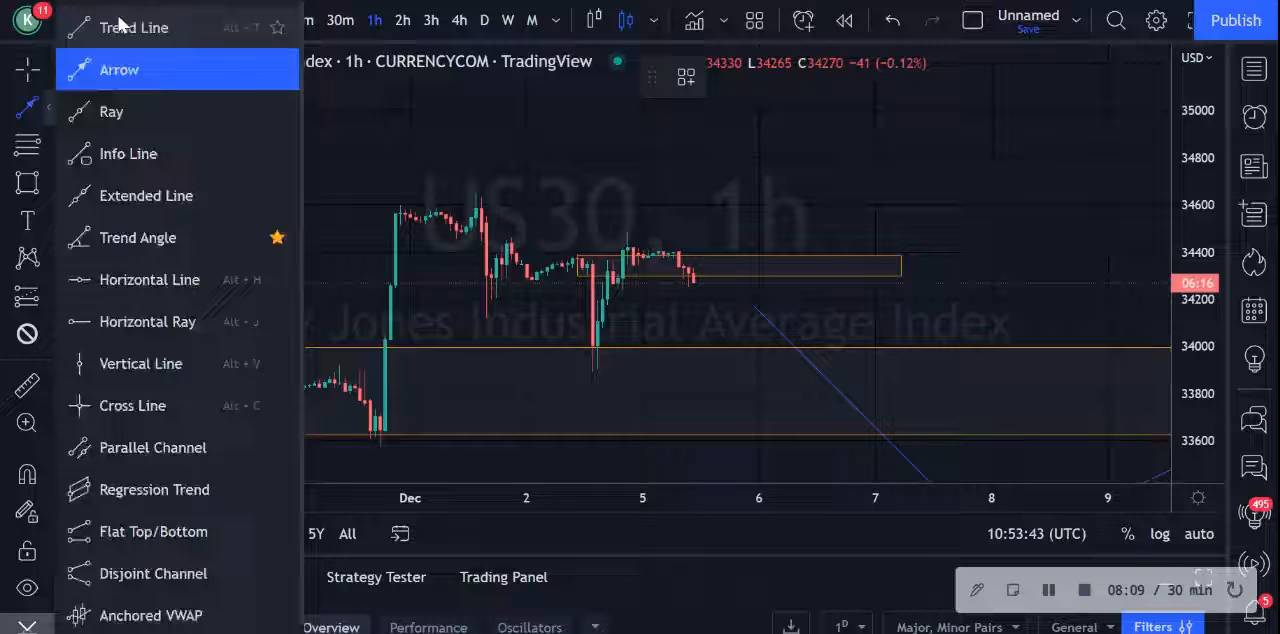 K 11
m 30m 1h 2h 3h 4h D W M
Unnamed
Save
Publish
Trend Line Alt + T
Arrow
Ray
Info Line
Extended Line
Trend Angle
Horizontal Line Alt + H
Horizontal Ray Alt + J
Vertical Line Alt + V
Cross Line Alt + C
Parallel Channel
Regression Trend
Flat Top/Bottom
Disjoint Channel
Anchored VWAP
T
dex · 1h · CURRENCYCOM · TradingView
34330 L34265 C34270 −41 (−0.12%)
USD
US30, 1h
Jones Industrial Average Index
35000
34800
34600
34400
06:16
34200
34000
33800
33600
Dec 2 5 6 7 8 9
5Y All
10:53:43 (UTC) % log auto
495
Strategy Tester Trading Panel
08:09 / 30 min
5
Overview Performance Oscillators
1D Major, Minor Pairs General Filters